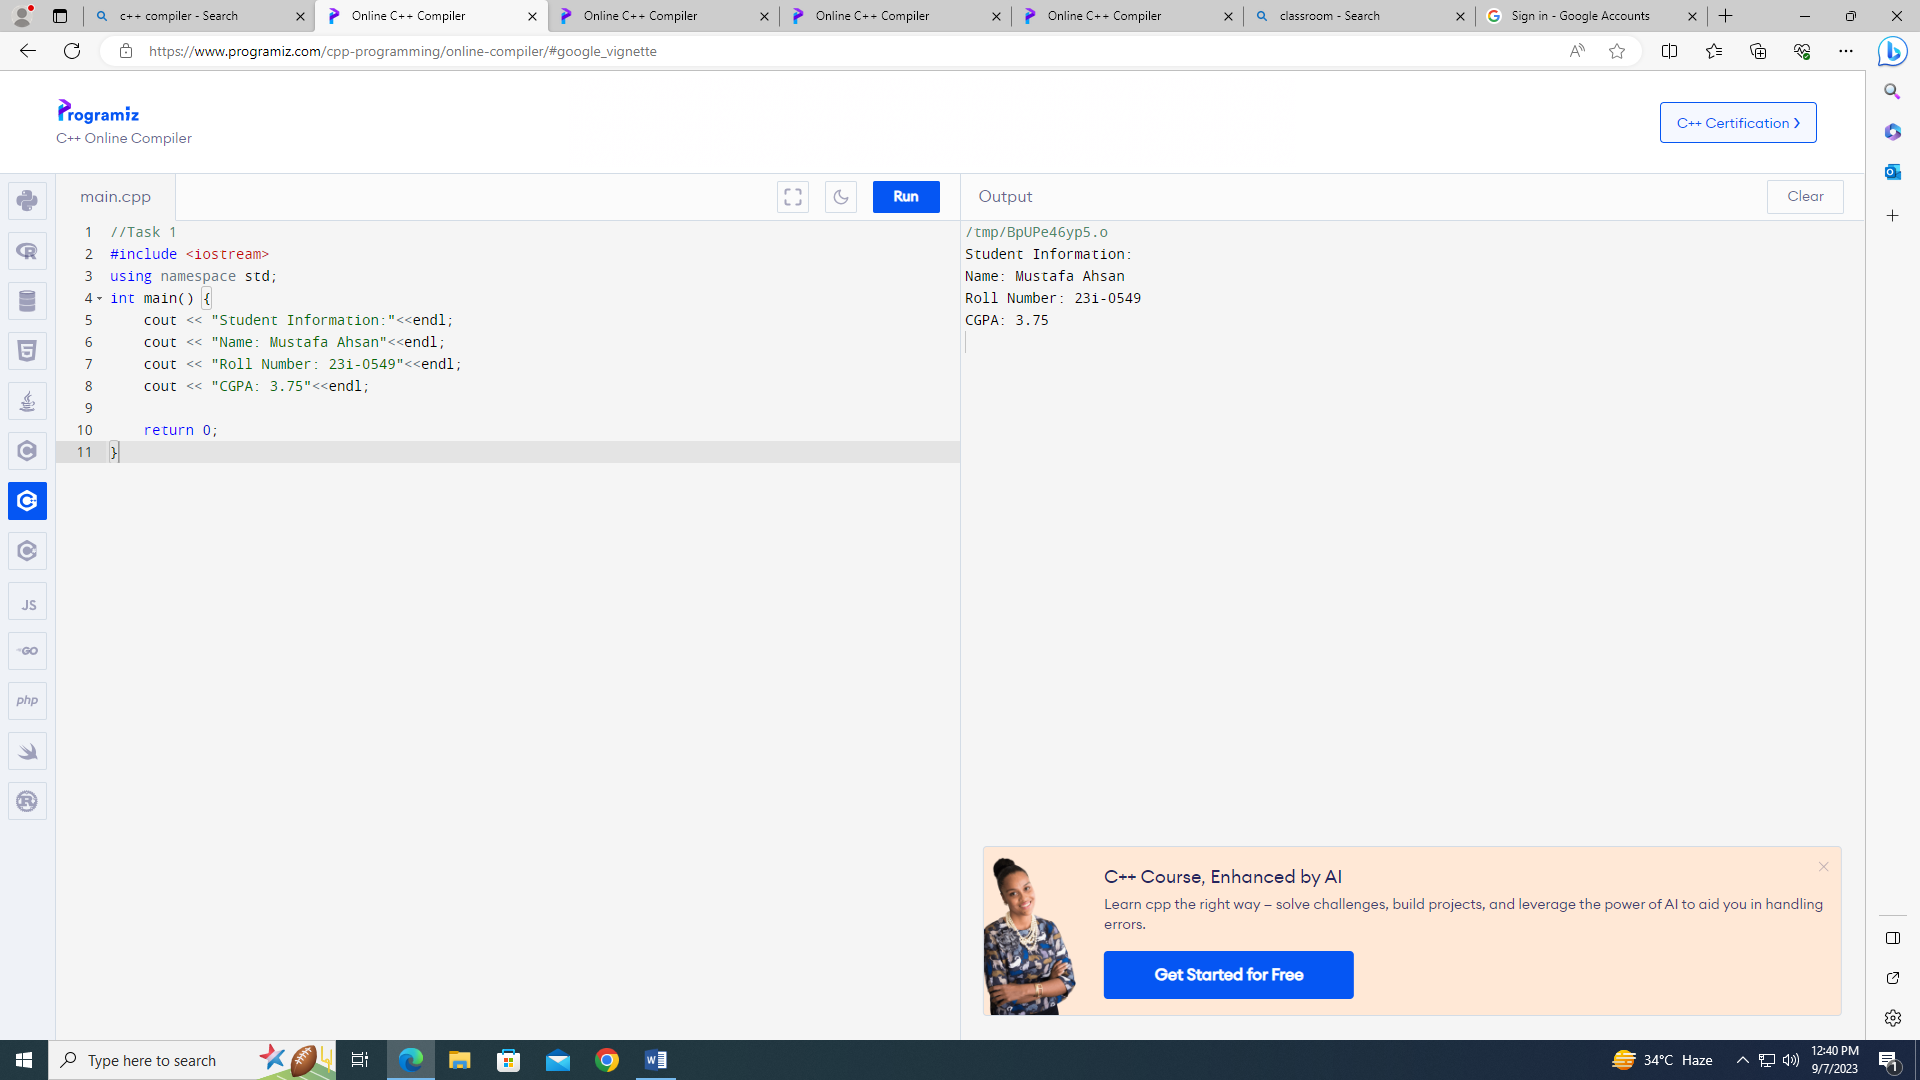 c++ compiler - Search
Online C++ Compiler
Online C++ Compiler
Online C++ Compiler
Online C++ Compiler
classroom - Search
Sign in - Google Accounts
https://www.programiz.com/cpp-programming/online-compiler/#google_vignette
Programiz
C++ Online Compiler
C++ Certification
main.cpp
Run
Output
Clear
1 //Task 1
2 #include <iostream>
3 using namespace std;
4 int main() {
5 cout << "Student Information:"<<endl;
6 cout << "Name: Mustafa Ahsan"<<endl;
7 cout << "Roll Number: 23i-0549"<<endl;
8 cout << "CGPA: 3.75"<<endl;
9
10 return 0;
11 }
/tmp/BpUPe46yp5.o
Student Information:
Name: Mustafa Ahsan
Roll Number: 23i-0549
CGPA: 3.75
JS
GO
php
C++ Course, Enhanced by AI
Learn cpp the right way – solve challenges, build projects, and leverage the power of AI to aid you in handling
errors.
Get Started for Free
Type here to search
34°C Haze
12:40 PM
9/7/2023
1